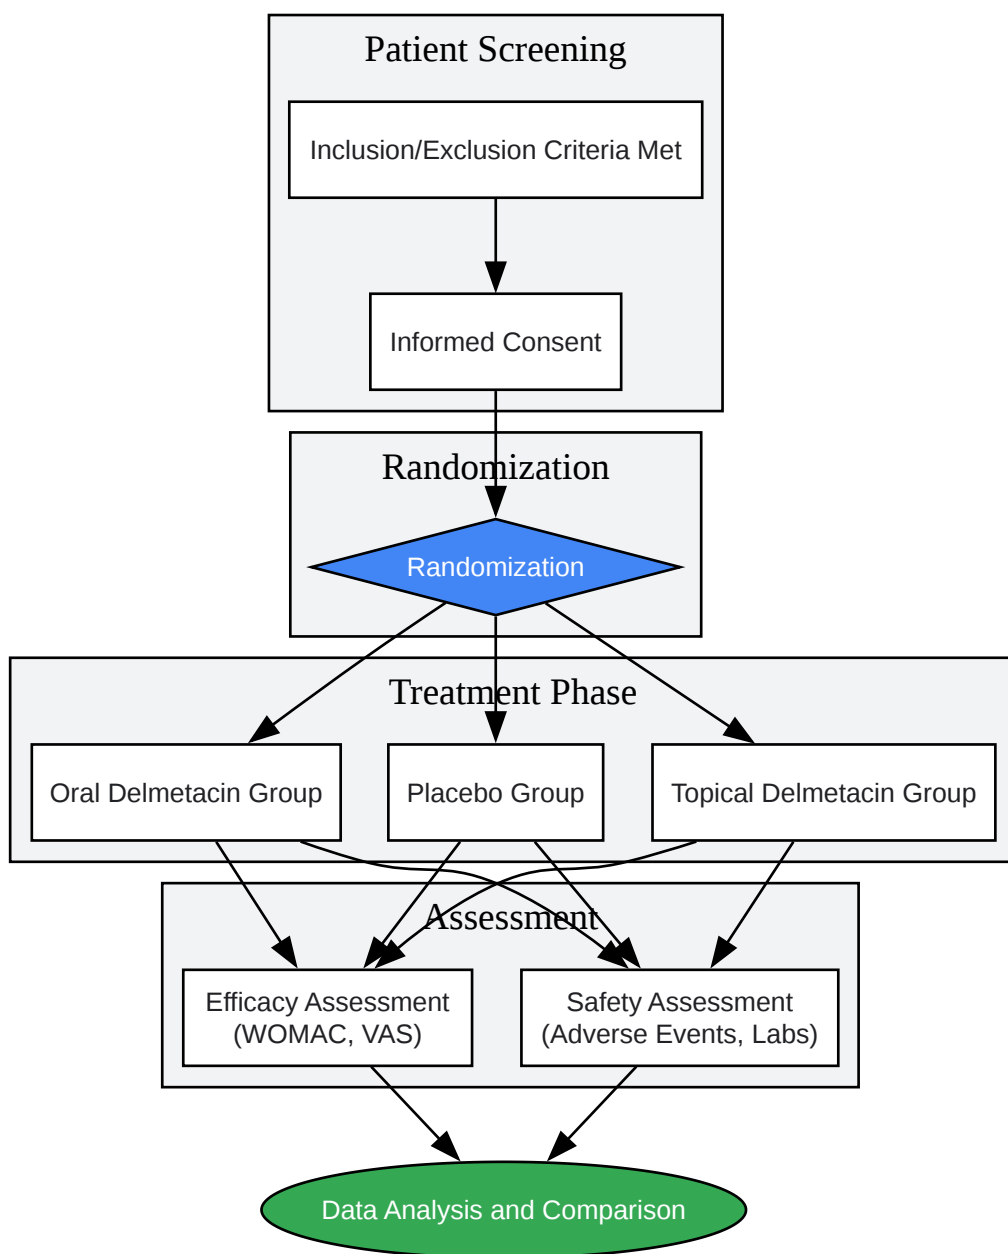 Patient Screening
Inclusion/Exclusion Criteria Met
Informed Consent
Randomization
Randomization
Treatment Phase
Oral Delmetacin Group
Placebo Group
Topical Delmetacin Group
Assessment
Efficacy Assessment
(WOMAC, VAS)
Safety Assessment
(Adverse Events, Labs)
Data Analysis and Comparison